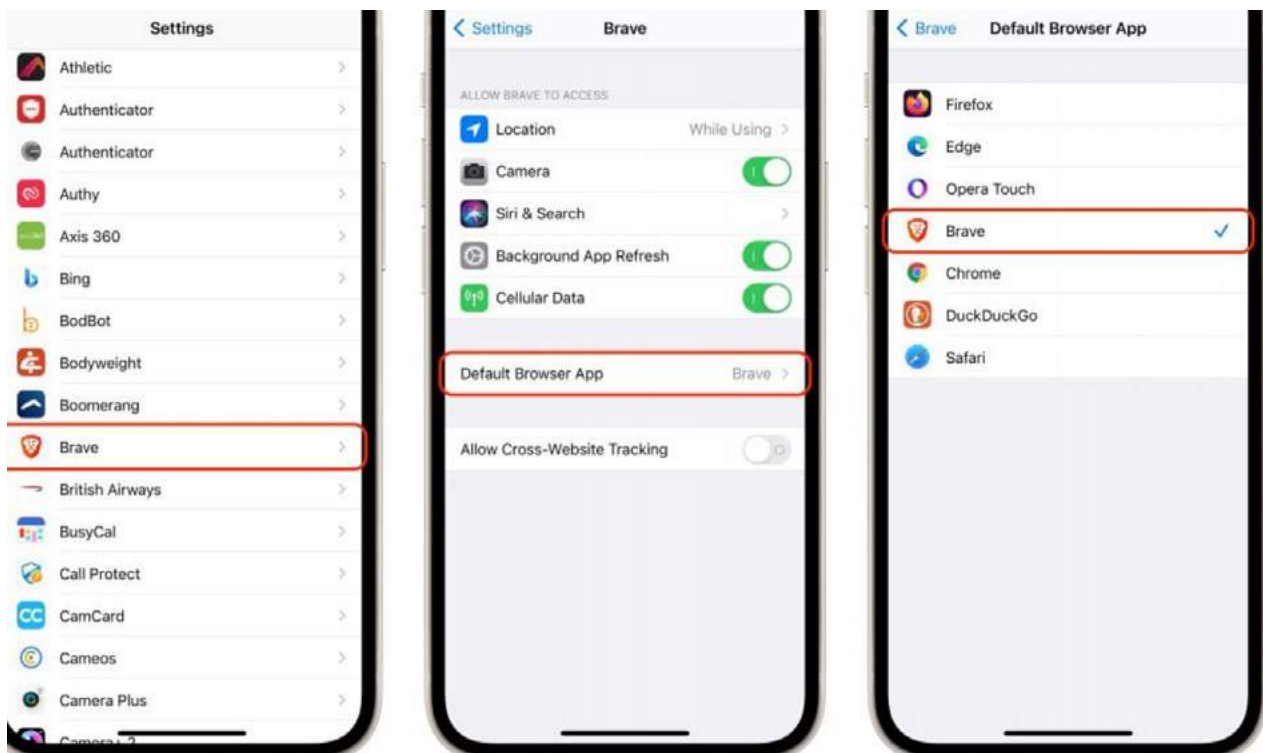 Settings
Athletic
Authenticator
Authenticator
Authy
Axis 360
Bing
BodBot
Bodyweight
Boomerang
Brave
British Airways
BusyCal
Call Protect
CC CamCard
Cameos
Camera Plus
Camera+ 2
Settings Brave
ALLOW BRAVE TO ACCESS
Location While Using
Camera
Siri & Search
Background App Refresh
Cellular Data
Default Browser App Brave
Allow Cross-Website Tracking
Brave Default Browser App
Firefox
Edge
Opera Touch
Brave
Chrome
DuckDuckGo
Safari